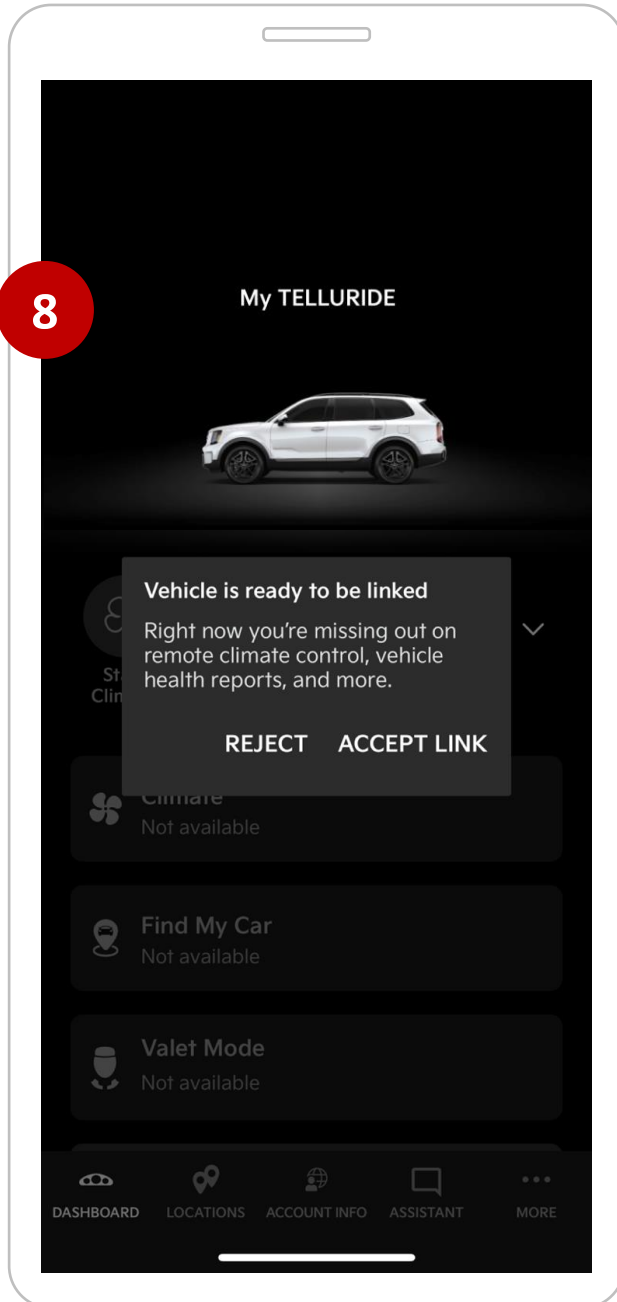 8
My TELLURIDE
Vehicle is ready to be linked
Right now you're missing out on
remote climate control, vehicle
health reports, and more.
REJECT ACCEPT LINK
Climate
Not available
Find My Car
Not available
Valet Mode
Not available
DASHBOARD LOCATIONS ACCOUNT INFO ASSISTANT MORE